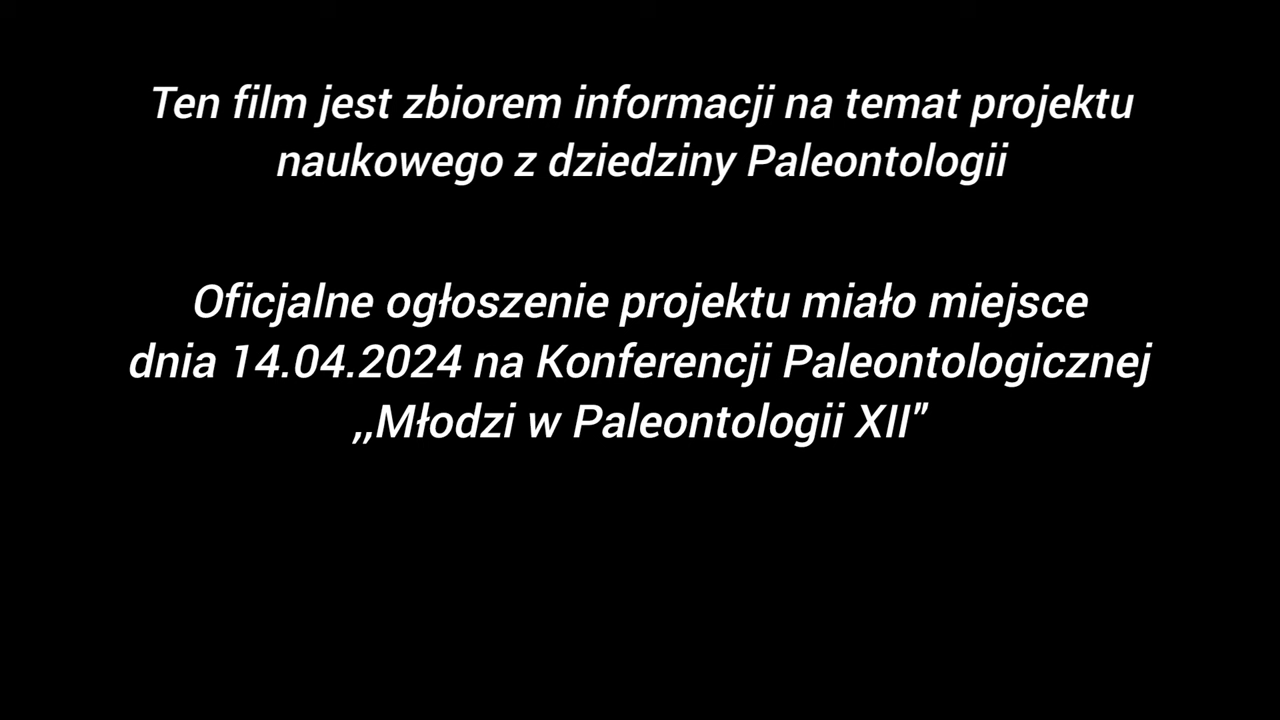 Ten film jest zbiorem informacji na temat projektu
naukowego z dziedziny Paleontologii
Oficjalne ogłoszenie projektu miało miejsce
dnia 14.04.2024 na Konferencji Paleontologicznej
,,Młodzi w Paleontologii XII"